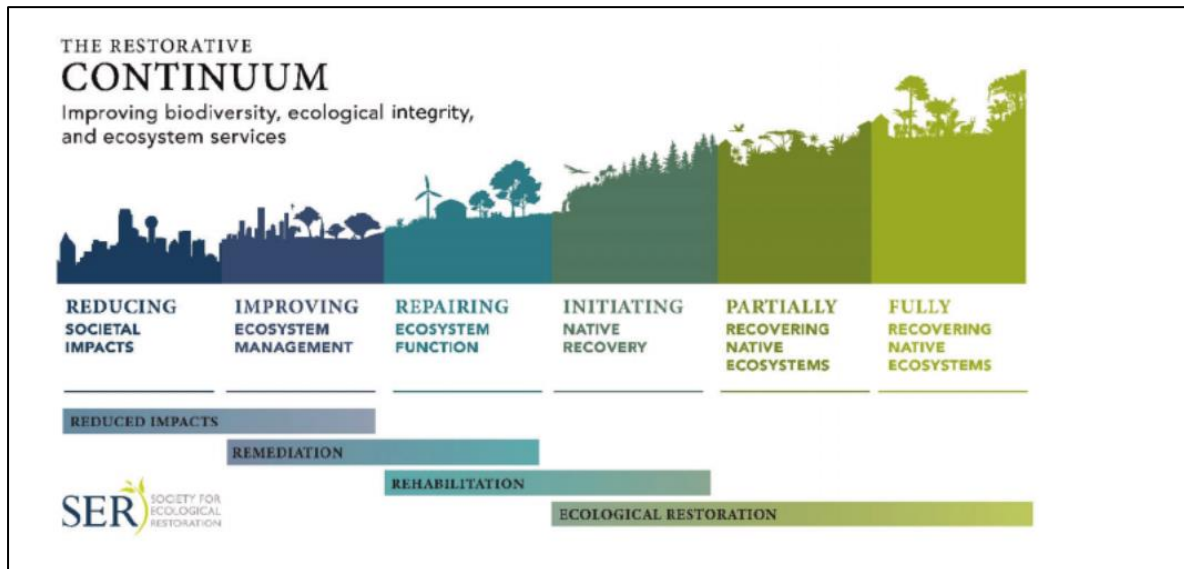 THE RESTORATIVE
CONTINUUM
Improving biodiversity, ecological integrity,
and ecosystem services
REDUCING
SOCIETAL
IMPACTS
IMPROVING
ECOSYSTEM
MANAGEMENT
REPAIRING
ECOSYSTEM
FUNCTION
INITIATING
NATIVE
RECOVERY
PARTIALLY
RECOVERING
NATIVE
ECOSYSTEMS
FULLY
RECOVERING
NATIVE
ECOSYSTEMS
REDUCED IMPACTS
REMEDIATION
REHABILITATION
ECOLOGICAL RESTORATION
SER
SOCIETY FOR
ECOLOGICAL
RESTORATION